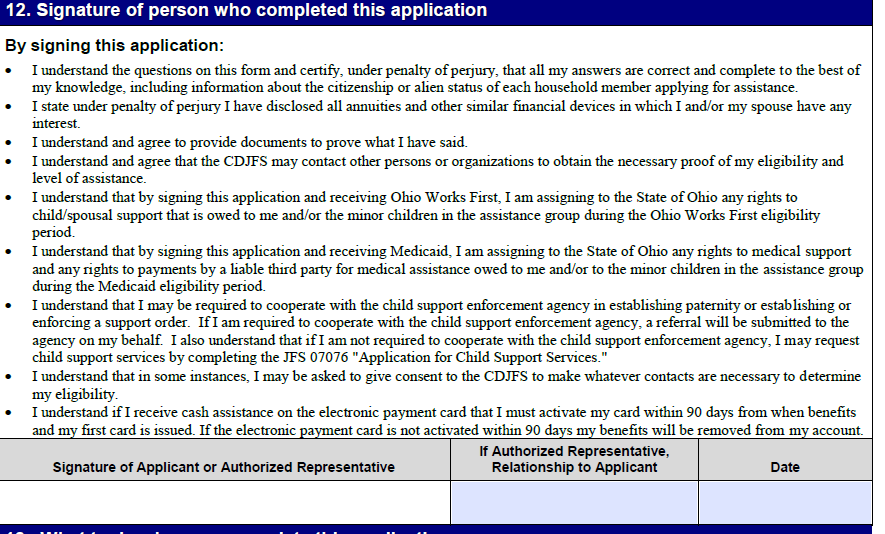 12. Signature of person who completed this application
By signing this application:
• I understand the questions on this form and certify, under penalty of perjury, that all my answers are correct and complete to the best of
my knowledge, including information about the citizenship or alien status of each household member applying for assistance.
• I state under penalty of perjury I have disclosed all annuities and other similar financial devices in which I and/or my spouse have any
interest.
• I understand and agree to provide documents to prove what I have said.
• I understand and agree that the CDJFS may contact other persons or organizations to obtain the necessary proof of my eligibility and
level of assistance.
• I understand that by signing this application and receiving Ohio Works First, I am assigning to the State of Ohio any rights to
child/spousal support that is owed to me and/or the minor children in the assistance group during the Ohio Works First eligibility
period.
• I understand that by signing this application and receiving Medicaid, I am assigning to the State of Ohio any rights to medical support
and any rights to payments by a liable third party for medical assistance owed to me and/or to the minor children in the assistance group
during the Medicaid eligibility period.
• I understand that I may be required to cooperate with the child support enforcement agency in establishing paternity or establishing or
enforcing a support order. If I am required to cooperate with the child support enforcement agency, a referral will be submitted to the
agency on my behalf. I also understand that if I am not required to cooperate with the child support enforcement agency, I may request
child support services by completing the JFS 07076 "Application for Child Support Services."
• I understand that in some instances, I may be asked to give consent to the CDJFS to make whatever contacts are necessary to determine
my eligibility.
• I understand if I receive cash assistance on the electronic payment card that I must activate my card within 90 days from when benefits
and my first card is issued. If the electronic payment card is not activated within 90 days my benefits will be removed from my account.
Signature of Applicant or Authorized Representative
If Authorized Representative,
Relationship to Applicant
Date